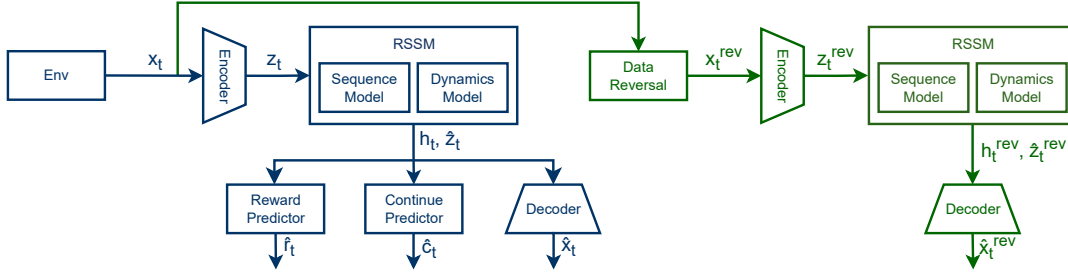 Env
x_t
Encoder
z_t
RSSM
Sequence
Model
Dynamics
Model
h_t, ẑ_t
Reward
Predictor
r̂_t
Continue
Predictor
ĉ_t
Decoder
x̂_t
Data
Reversal
x_t^rev
Encoder
z_t^rev
RSSM
Sequence
Model
Dynamics
Model
h_t^rev, ẑ_t^rev
Decoder
x̂_t^rev